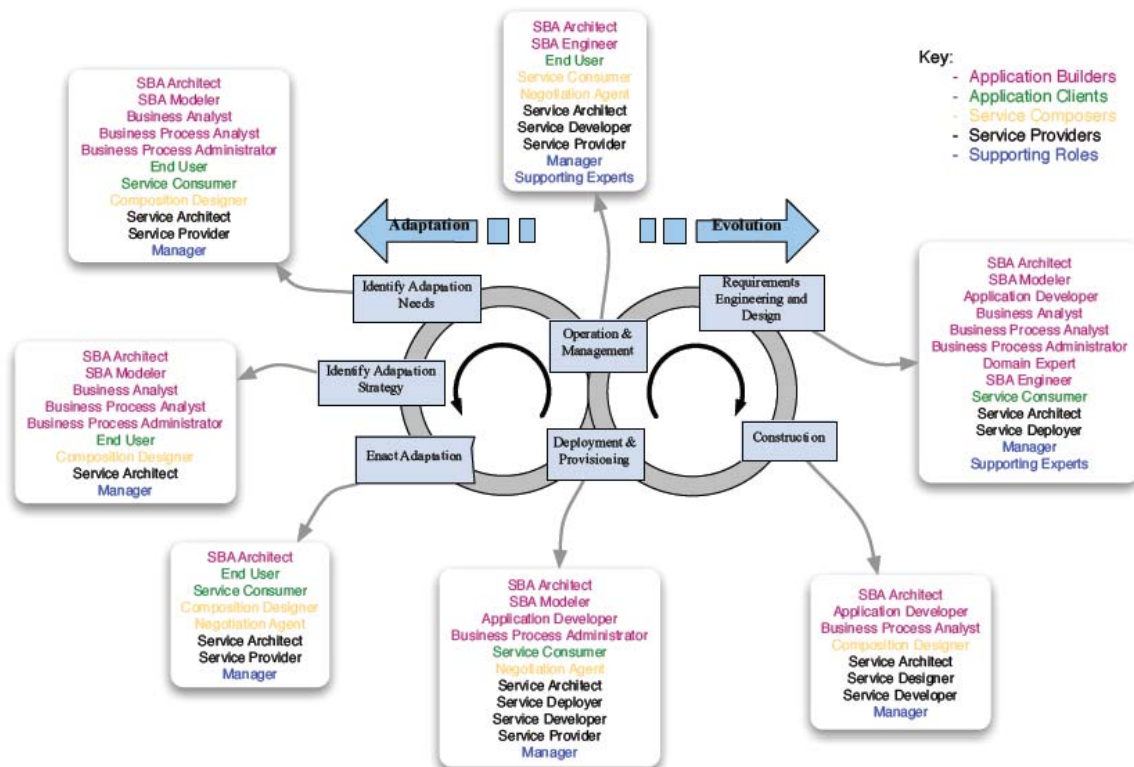 SBA Architect
SBA Engineer
End User
Service Consumer
Negotiation Agent
Service Architect
Service Developer
Service Provider
Manager
Supporting Experts
Key:
- Application Builders
- Application Clients
- Service Composers
- Service Providers
- Supporting Roles
SBA Architect
SBA Modeler
Business Analyst
Business Process Analyst
Business Process Administrator
End User
Service Consumer
Composition Designer
Service Architect
Service Provider
Manager
Adaptation
Evolution
Identify Adaptation
Needs
Requirements
Engineering and
Design
Operation &
Management
SBA Architect
SBA Modeler
Application Developer
Business Analyst
Business Process Analyst
Business Process Administrator
Domain Expert
SBA Engineer
Service Consumer
Service Architect
Service Deployer
Manager
Supporting Experts
SBA Architect
SBA Modeler
Business Analyst
Business Process Analyst
Business Process Administrator
End User
Composition Designer
Service Architect
Manager
Identify Adaptation
Strategy
Enact Adaptation
Deployment &
Provisioning
Construction
SBA Architect
End User
Service Consumer
Composition Designer
Negotiation Agent
Service Architect
Service Provider
Manager
SBA Architect
SBA Modeler
Application Developer
Business Process Administrator
Service Consumer
Negotiation Agent
Service Architect
Service Deployer
Service Developer
Service Provider
Manager
SBA Architect
Application Developer
Business Process Analyst
Composition Designer
Service Architect
Service Designer
Service Developer
Manager